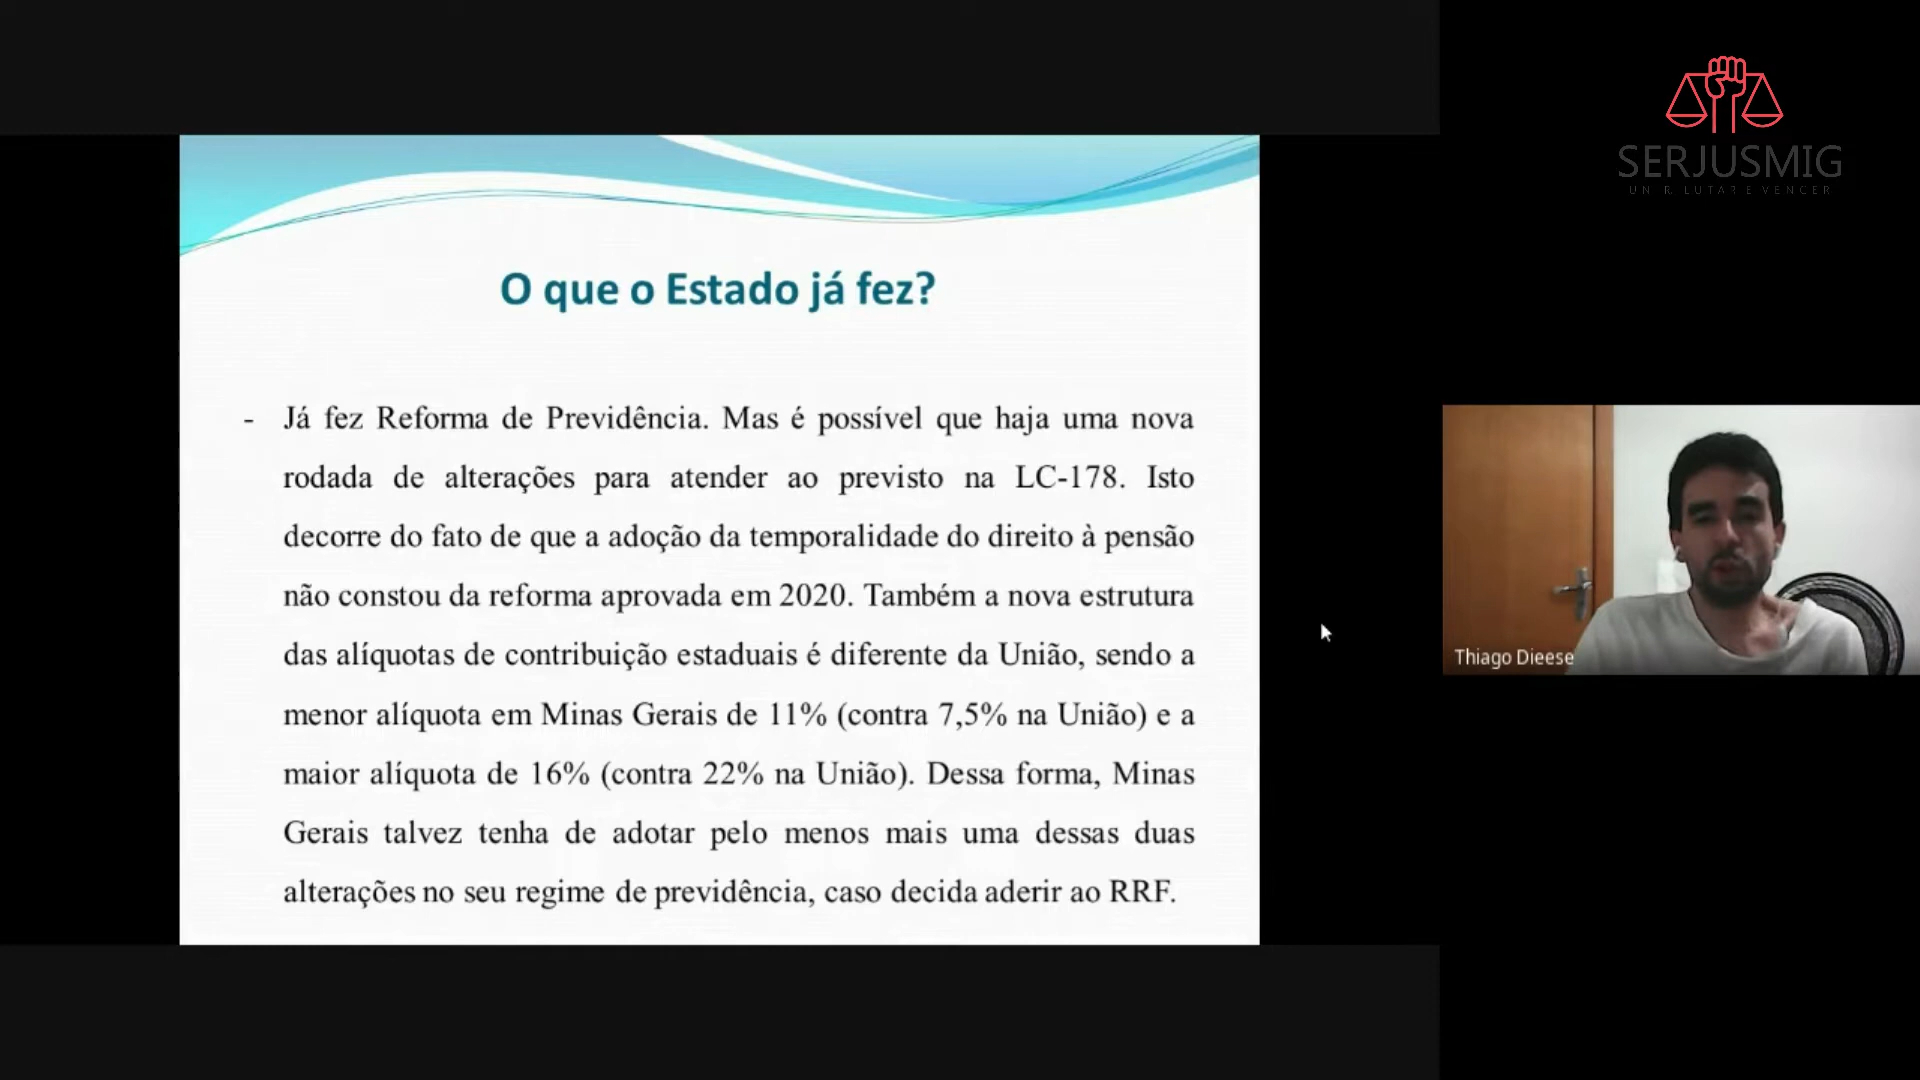 SERJUSMIG
UNIR, LUTAR E VENCER
O que o Estado já fez?
- Já fez Reforma de Previdência. Mas é possível que haja uma nova
rodada de alterações para atender ao previsto na LC-178. Isto
decorre do fato de que a adoção da temporalidade do direito à pensão
não constou da reforma aprovada em 2020. Também a nova estrutura
das alíquotas de contribuição estaduais é diferente da União, sendo a
menor alíquota em Minas Gerais de 11% (contra 7,5% na União) e a
maior alíquota de 16% (contra 22% na União). Dessa forma, Minas
Gerais talvez tenha de adotar pelo menos mais uma dessas duas
alterações no seu regime de previdência, caso decida aderir ao RRF.
Thiago Dieese